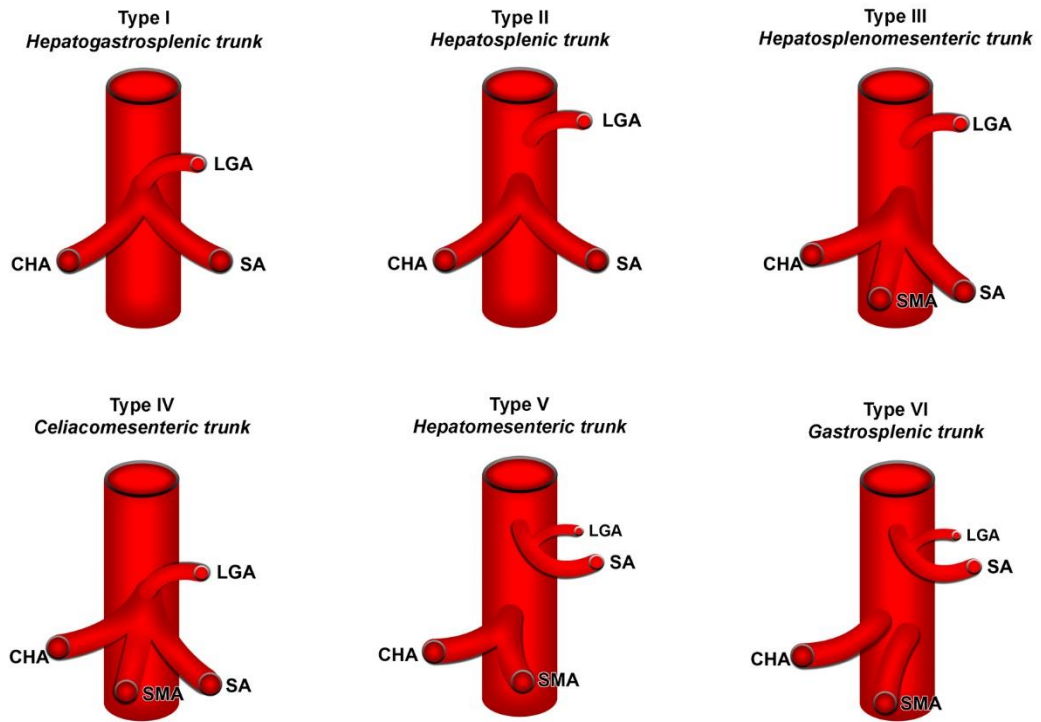 Type I
Hepatogastrosplenic trunk
LGA
CHA
SA
Type II
Hepatosplenic trunk
LGA
CHA
SA
Type III
Hepatosplenomesenteric trunk
LGA
CHA
SMA
SA
Type IV
Celiacomesenteric trunk
LGA
CHA
SMA
SA
Type V
Hepatomesenteric trunk
LGA
SA
CHA
SMA
Type VI
Gastrosplenic trunk
LGA
SA
CHA
SMA